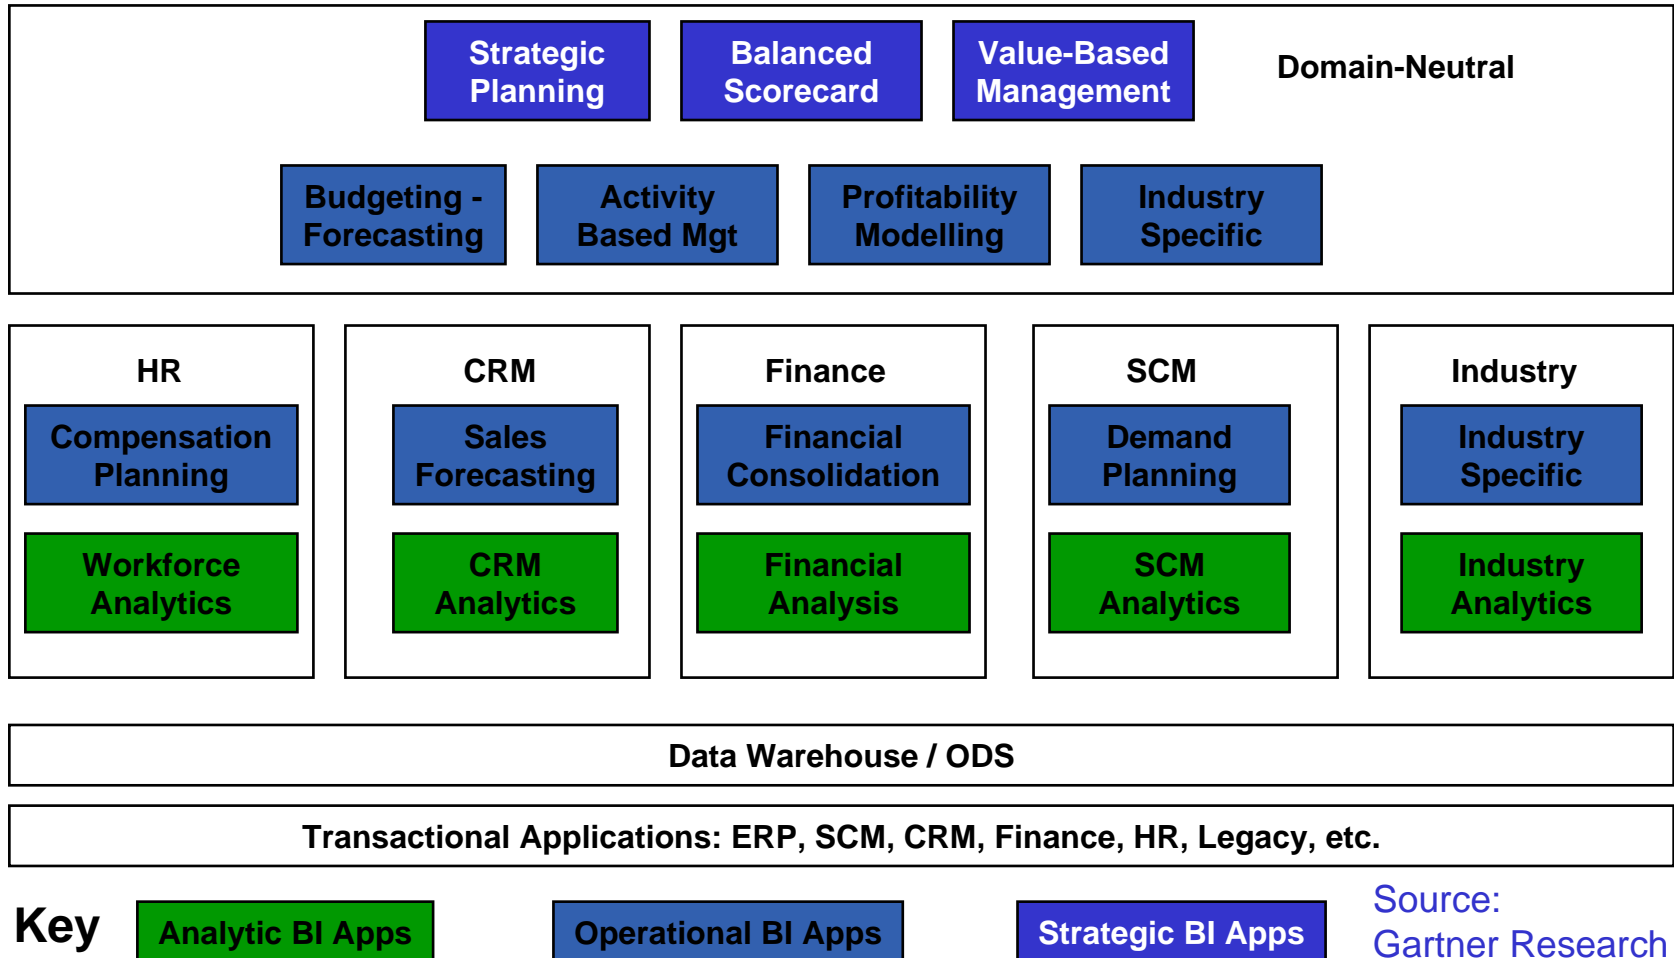 Strategic
Planning
Balanced
Scorecard
Value-Based
Management
Domain-Neutral
Budgeting -
Forecasting
Activity
Based Mgt
Profitability
Modelling
Industry
Specific
HR
Compensation
Planning
Workforce
Analytics
CRM
Sales
Forecasting
CRM
Analytics
Finance
Financial
Consolidation
Financial
Analysis
SCM
Demand
Planning
SCM
Analytics
Industry
Industry
Specific
Industry
Analytics
Data Warehouse / ODS
Transactional Applications: ERP, SCM, CRM, Finance, HR, Legacy, etc.
Key
Analytic BI Apps
Operational BI Apps
Strategic BI Apps
Source:
Gartner Research